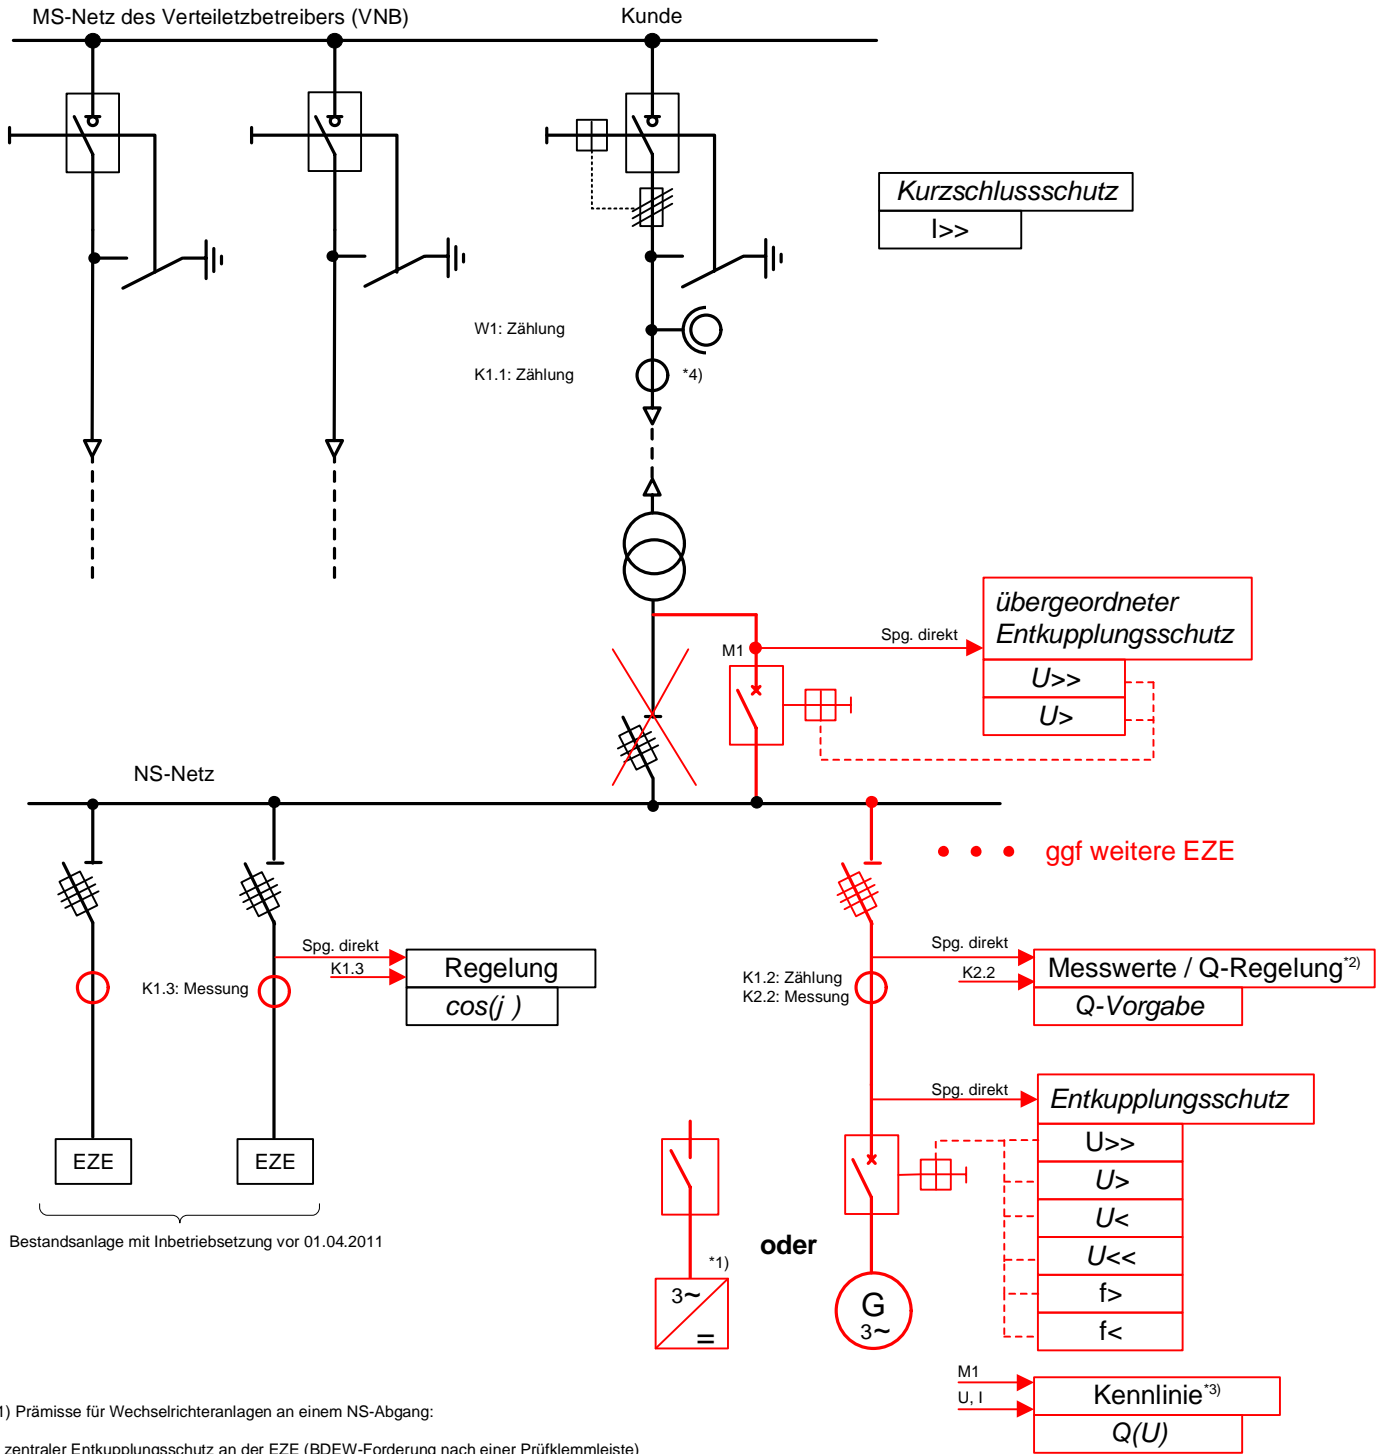 MS-Netz des Verteiletzbetreibers (VNB)
Kunde
Kurzschlussschutz
I>>
W1: Zählung
K1.1: Zählung
*4)
übergeordneter
Entkupplungsschutz
Spg. direkt
M1
U>>
U>
NS-Netz
ggf weitere EZE
Spg. direkt
K1.3
Regelung
cos(j )
K1.3: Messung
Spg. direkt
K2.2
Messwerte / Q-Regelung*2)
Q-Vorgabe
K1.2: Zählung
K2.2: Messung
Spg. direkt
Entkupplungsschutz
U>>
U>
U<
U<<
f>
f<
EZE
EZE
Bestandsanlage mit Inbetriebsetzung vor 01.04.2011
oder
*1)
3~
=
G
3~
M1
U, I
Kennlinie*3)
Q(U)
1) Prämisse für Wechselrichteranlagen an einem NS-Abgang:
zentraler Entkupplungsschutz an der EZE (BDEW-Forderung nach einer Prüfklemmleiste)